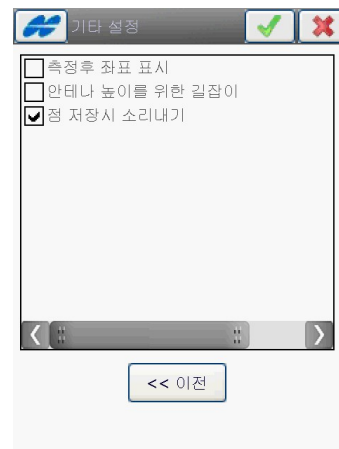 기타 설정
측정후 좌표 표시
안테나 높이를 위한 길잡이
점 저장시 소리내기
<< 이전